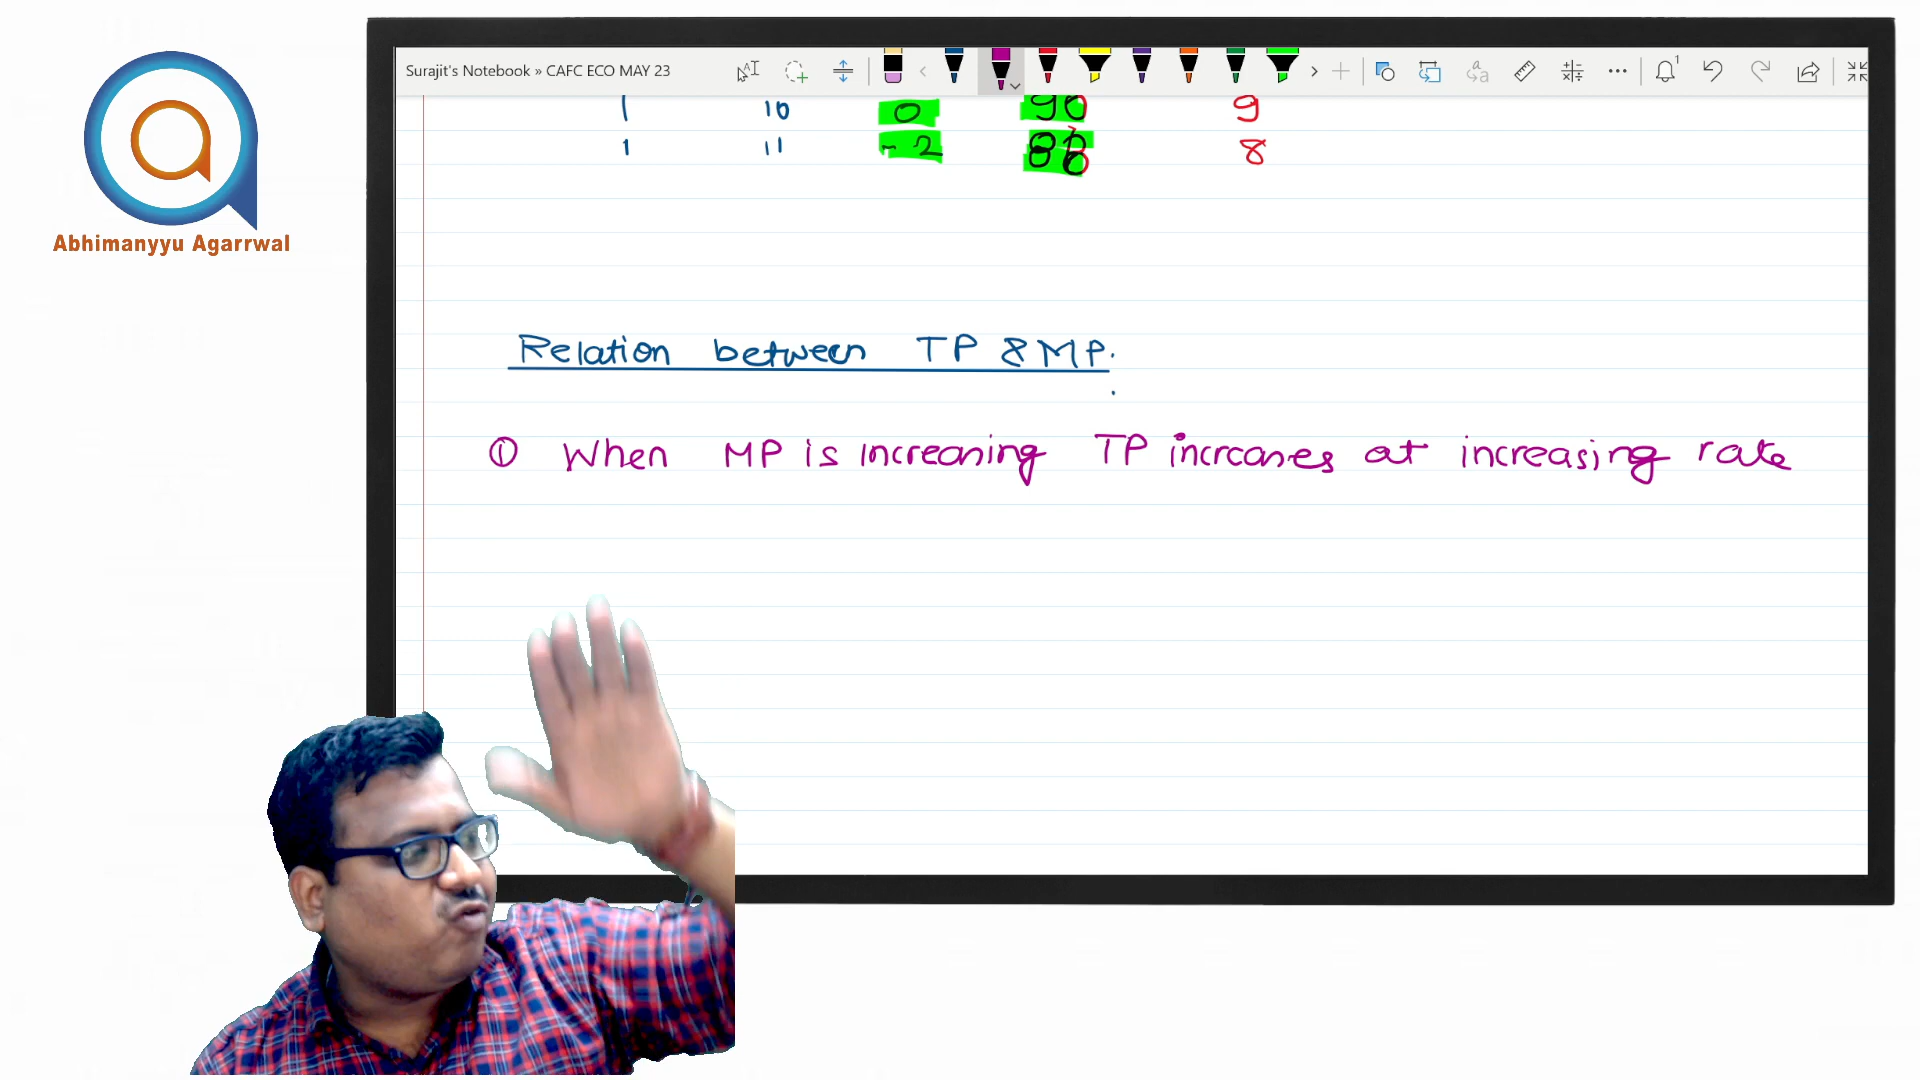 Surajit's Notebook » CAFC ECO MAY 23
1 10 0 90 9
1 11 -2 8
Abhimanyyu Agarrwal
Relation between TP & MP.
① When MP is increasing TP increases at increasing rate